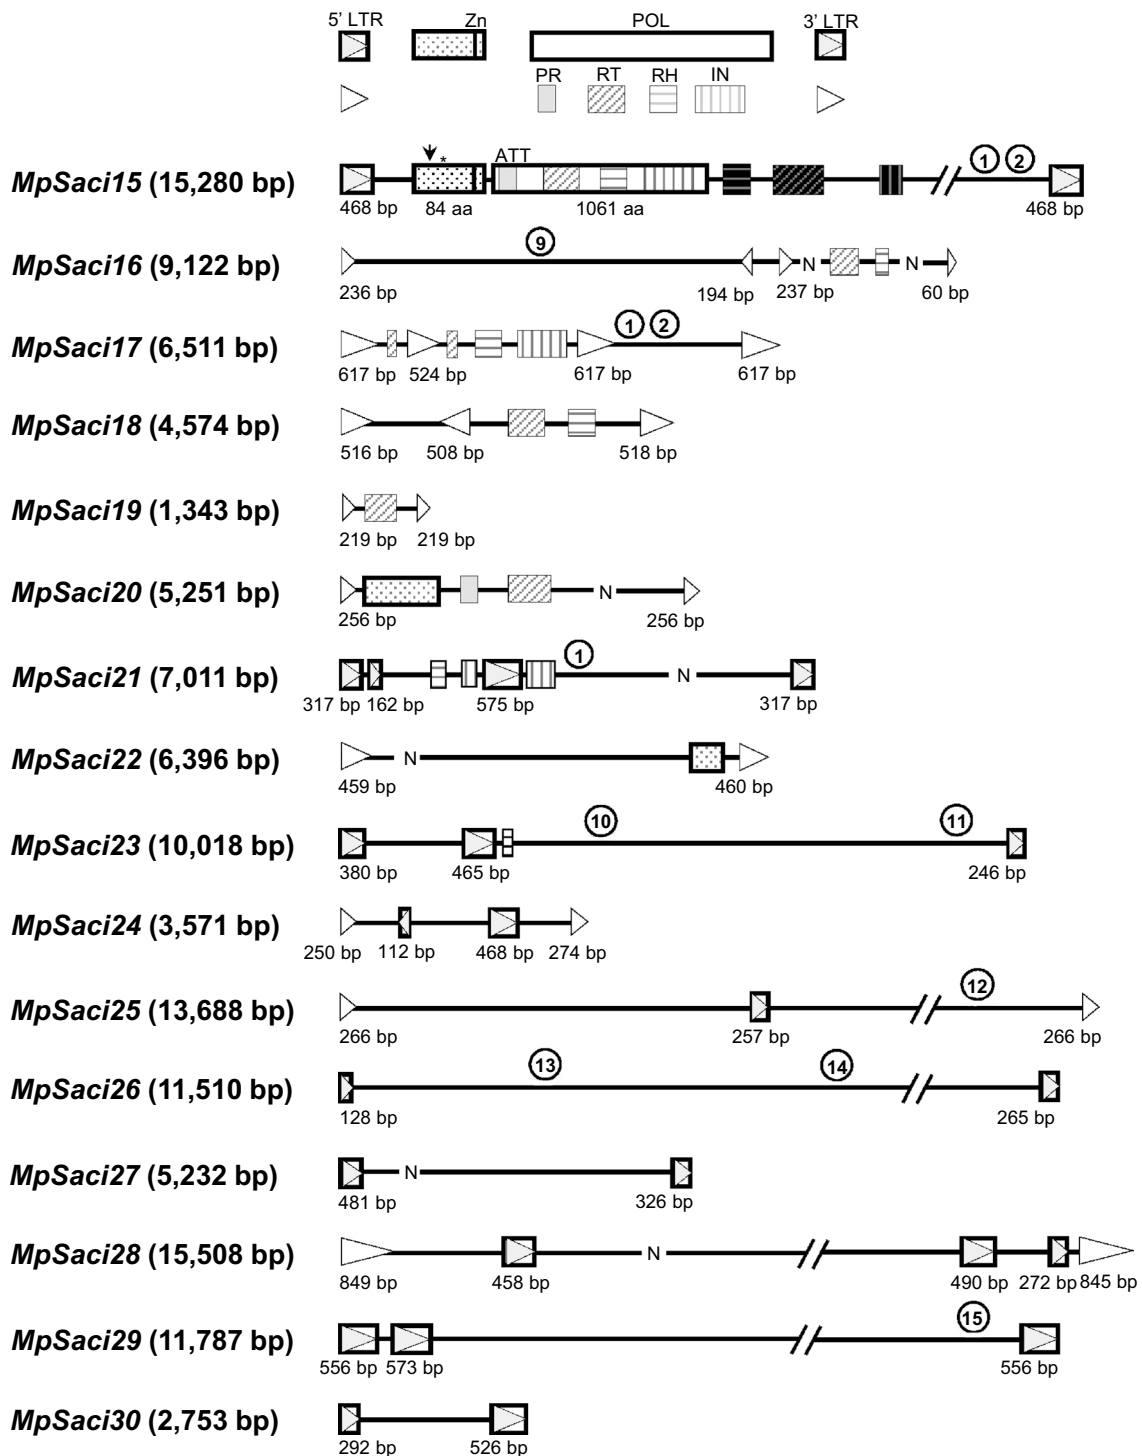 5' LTR Zn POL 3' LTR
PR RT RH IN
MpSaci15 (15,280 bp) * ATT 1 2
468 bp 84 aa 1061 aa 468 bp
MpSaci16 (9,122 bp) 9 N N
236 bp 194 bp 237 bp 60 bp
MpSaci17 (6,511 bp) 1 2
617 bp 524 bp 617 bp 617 bp
MpSaci18 (4,574 bp)
516 bp 508 bp 518 bp
MpSaci19 (1,343 bp)
219 bp 219 bp
MpSaci20 (5,251 bp) N
256 bp 256 bp
MpSaci21 (7,011 bp) 1 N
317 bp 162 bp 575 bp 317 bp
MpSaci22 (6,396 bp) N
459 bp 460 bp
MpSaci23 (10,018 bp) 10 11
380 bp 465 bp 246 bp
MpSaci24 (3,571 bp)
250 bp 112 bp 468 bp 274 bp
MpSaci25 (13,688 bp) 12
266 bp 257 bp 266 bp
MpSaci26 (11,510 bp) 13 14
128 bp 265 bp
MpSaci27 (5,232 bp) N
481 bp 326 bp
MpSaci28 (15,508 bp) N
849 bp 458 bp 490 bp 272 bp 845 bp
MpSaci29 (11,787 bp) 15
556 bp 573 bp 556 bp
MpSaci30 (2,753 bp)
292 bp 526 bp